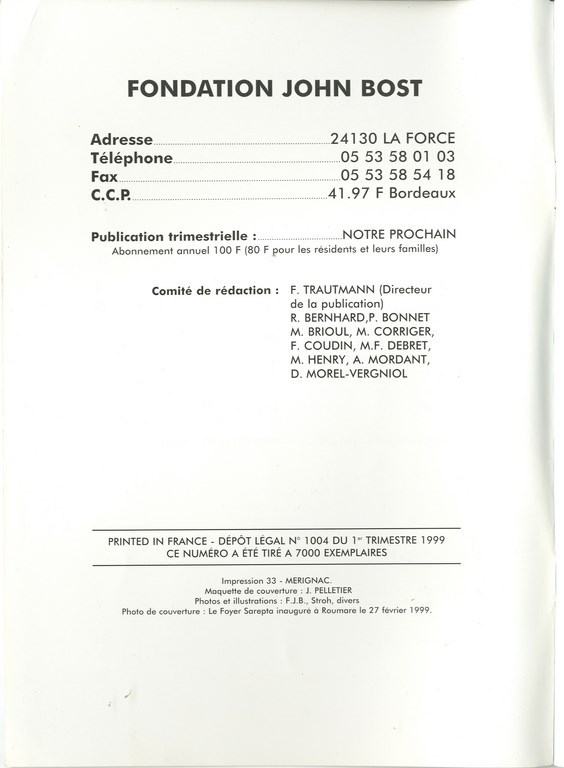 FONDATION JOHN BOST
Adresse........24130 LA FORCE
Téléphone........05 53 58 01 03
Fax........05 53 58 54 18
C.C.P.........41.97 F Bordeaux
Publication trimestrielle :........NOTRE PROCHAIN
Abonnement annuel 100 F (80 F pour les résidents et leurs familles)
Comité de rédaction : F. TRAUTMANN (Directeur
de la publication)
R. BERNHARD,P. BONNET
M. BRIOUL, M. CORRIGER,
F. COUDIN, M.F. DEBRET,
M. HENRY, A. MORDANT,
D. MOREL-VERGNIOL
PRINTED IN FRANCE - DÉPÔT LÉGAL N° 1004 DU 1er TRIMESTRE 1999
CE NUMÉRO A ÉTÉ TIRÉ A 7000 EXEMPLAIRES
Impression 33 - MERIGNAC.
Maquette de couverture : J. PELLETIER
Photos et illustrations : F.J.B., Stroh, divers
Photo de couverture : Le Foyer Sarepta inauguré à Roumare le 27 février 1999.